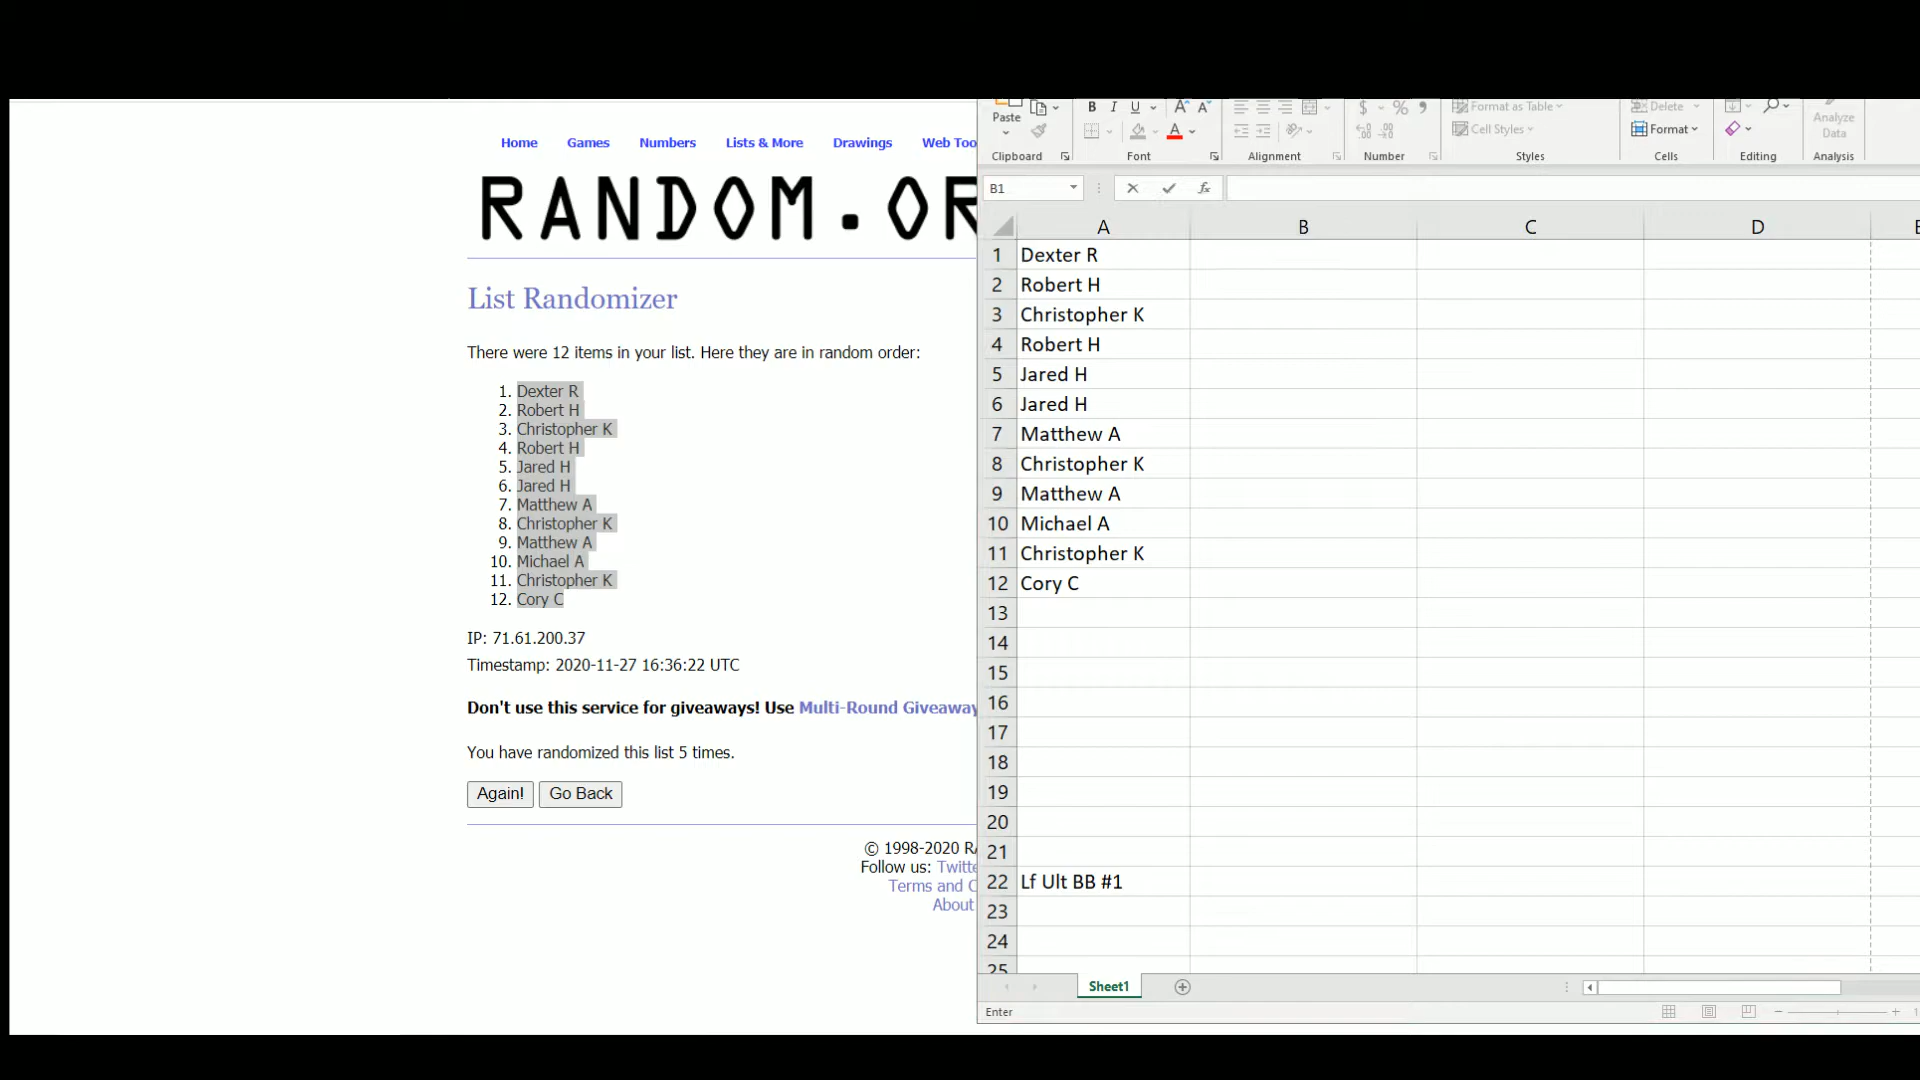 Home Games Numbers Lists & More Drawings Web Too
RANDOM.OR
List Randomizer
There were 12 items in your list. Here they are in random order:
1. Dexter R
2. Robert H
3. Christopher K
4. Robert H
5. Jared H
6. Jared H
7. Matthew A
8. Christopher K
9. Matthew A
10. Michael A
11. Christopher K
12. Cory C
IP: 71.61.200.37
Timestamp: 2020-11-27 16:36:22 UTC
Don't use this service for giveaways! Use Multi-Round Giveaway
You have randomized this list 5 times.
Again! Go Back
© 1998-2020 RA
Follow us: Twitte
Terms and C
About
Paste
B I U A A $ % Format as Table Delete
A Cell Styles Format Analyze Data
Clipboard Font Alignment Number Styles Cells Editing Analysis
B1 fx
A B C D E
1 Dexter R
2 Robert H
3 Christopher K
4 Robert H
5 Jared H
6 Jared H
7 Matthew A
8 Christopher K
9 Matthew A
10 Michael A
11 Christopher K
12 Cory C
13
14
15
16
17
18
19
20
21
22 Lf Ult BB #1
23
24
25
Sheet1
Enter